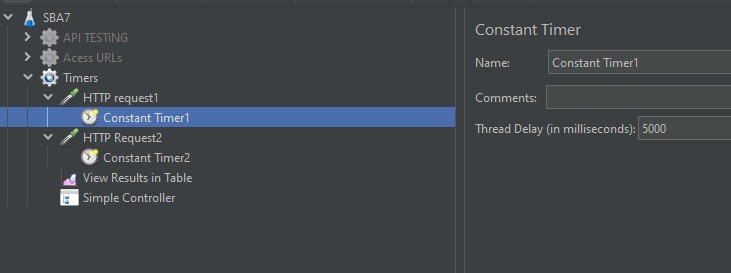 SBA7
API TESTING
Acess URLs
Timers
HTTP request1
Constant Timer1
HTTP Request2
Constant Timer2
View Results in Table
Simple Controller
Constant Timer
Name: Constant Timer1
Comments:
Thread Delay (in milliseconds): 5000